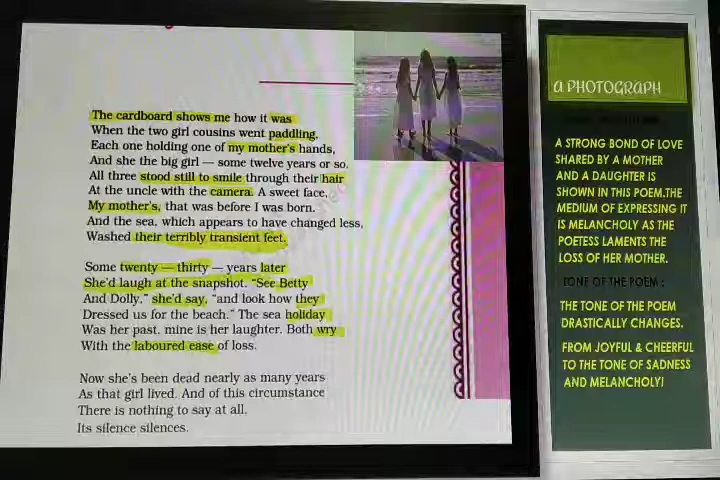 The cardboard shows me how it was
When the two girl cousins went paddling,
Each one holding one of my mother's hands,
And she the big girl — some twelve years or so.
All three stood still to smile through their hair
At the uncle with the camera. A sweet face,
My mother's, that was before I was born.
And the sea, which appears to have changed less,
Washed their terribly transient feet.
Some twenty — thirty — years later
She'd laugh at the snapshot. "See Betty
And Dolly," she'd say, "and look how they
Dressed us for the beach." The sea holiday
Was her past, mine is her laughter. Both wry
With the laboured ease of loss.
Now she's been dead nearly as many years
As that girl lived. And of this circumstance
There is nothing to say at all.
Its silence silences.
a PHOTOGRAPH
A STRONG BOND OF LOVE
SHARED BY A MOTHER
AND A DAUGHTER IS
SHOWN IN THIS POEM.THE
MEDIUM OF EXPRESSING IT
IS MELANCHOLY AS THE
POETESS LAMENTS THE
LOSS OF HER MOTHER.
TONE OF THE POEM :
THE TONE OF THE POEM
DRASTICALLY CHANGES.
FROM JOYFUL & CHEERFUL
TO THE TONE OF SADNESS
AND MELANCHOLY!